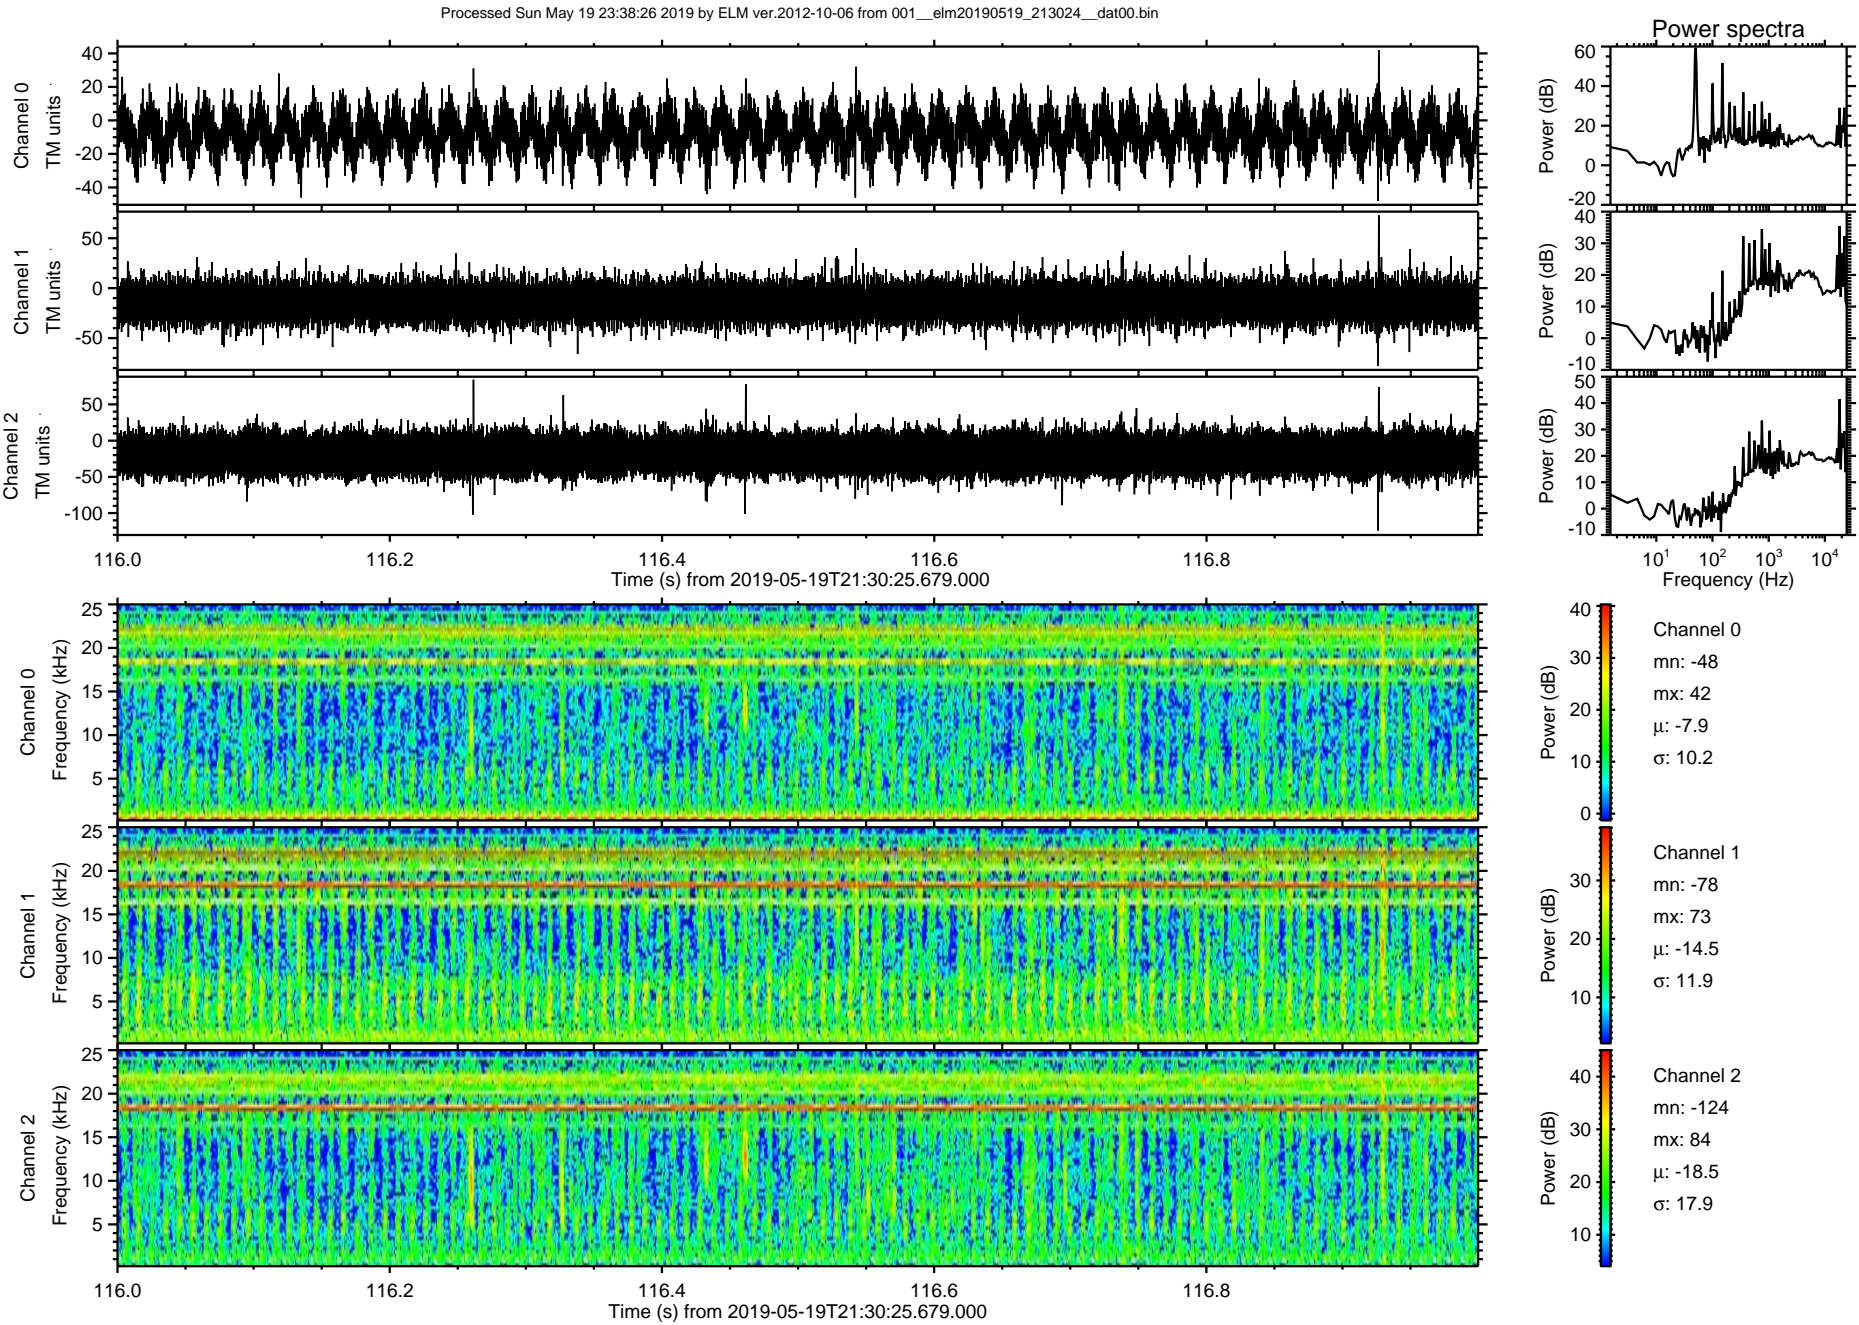 Processed Sun May 19 23:38:26 2019 by ELM ver.2012-10-06 from 001__elm20190519_213024__dat00.bin
Power spectra
Channel 0
TM units
40
20
0
-20
-40
Power (dB)
60
40
20
0
-20
Channel 1
TM units
50
0
-50
Power (dB)
40
30
20
10
0
-10
Channel 2
TM units
50
0
-50
-100
Power (dB)
50
40
30
20
10
0
-10
116.0 116.2 116.4 116.6 116.8
Time (s) from 2019-05-19T21:30:25.679.000
10^1 10^2 10^3 10^4
Frequency (Hz)
Channel 0
Frequency (kHz)
25
20
15
10
5
Power (dB)
40
30
20
10
0
Channel 0
mn: -48
mx: 42
μ: -7.9
σ: 10.2
Channel 1
Frequency (kHz)
25
20
15
10
5
Power (dB)
30
20
10
Channel 1
mn: -78
mx: 73
μ: -14.5
σ: 11.9
Channel 2
Frequency (kHz)
25
20
15
10
5
Power (dB)
40
30
20
10
Channel 2
mn: -124
mx: 84
μ: -18.5
σ: 17.9
116.0 116.2 116.4 116.6 116.8
Time (s) from 2019-05-19T21:30:25.679.000